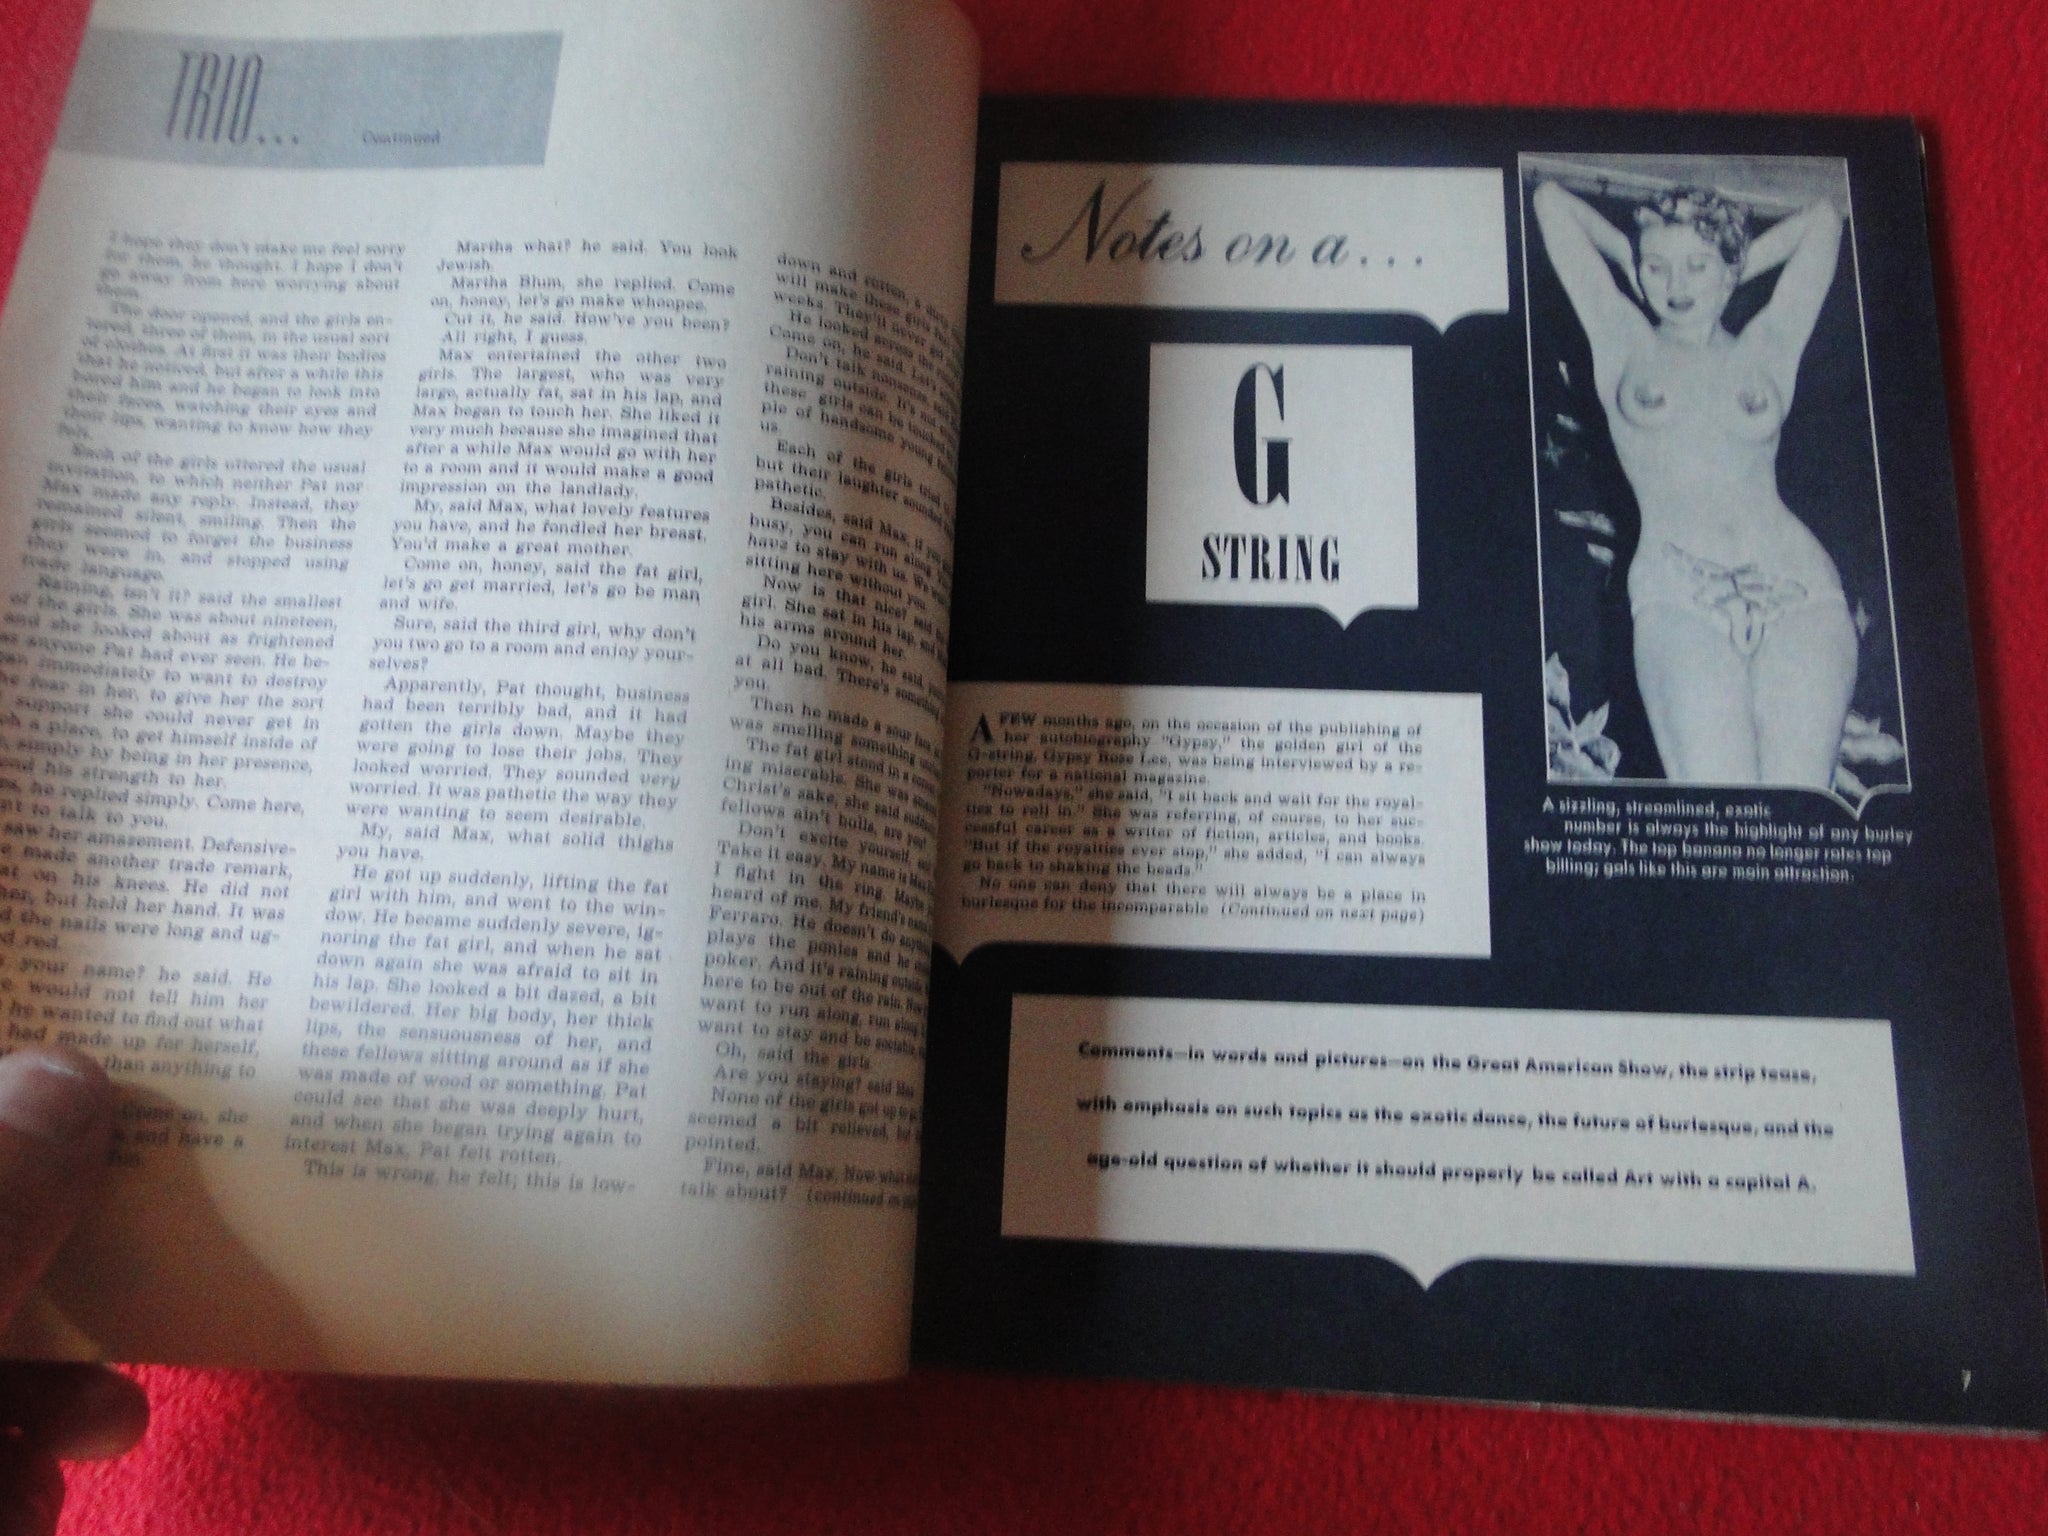 TRIO...
Continued
I hope they don't make me feel sorry
for them, he thought. I hope I don't
go away from here worrying about
them.
The door opened, and the girls en-
tered, three of them, in the usual sort
of clothes. At first it was their bodies
that he noticed, but after a while this
bored him and he began to look into
their faces, watching their eyes and
their lips, wanting to know how they
felt.
Each of the girls uttered the usual
invitation, to which neither Pat nor
Max made any reply. Instead, they
remained silent, smiling. Then the
girls seemed to forget the business
they were in, and stopped using
trade language.
Raining, isn't it? said the smallest
of the girls. She was about nineteen,
and she looked about as frightened
as anyone Pat had ever seen. He be-
immediately to want to destroy
fear in her, to give her the sort
support she could never get in
a place, to get himself inside of
simply by being in her presence,
his strength to her.
he replied simply. Come here,
to talk to you.
saw her amazement. Defensive-
made another trade remark,
on his knees. He did not
but held her hand. It was
the nails were long and ug-
red.
your name? he said. He
would not tell him her
he wanted to find out what
had made up for herself,
than anything to
Come on, she
and have a
Martha what? he said. You look
Jewish.
Martha Blum, she replied. Come
on, honey, let's go make whoopee.
Cut it, he said. How've you been?
All right, I guess.
Max entertained the other two
girls. The largest, who was very
large, actually fat, sat in his lap, and
Max began to touch her. She liked it
very much because she imagined that
after a while Max would go with her
to a room and it would make a good
impression on the landlady.
My, said Max, what lovely features
you have, and he fondled her breast.
You'd make a great mother.
Come on, honey, said the fat girl,
let's go get married, let's go be man
and wife.
Sure, said the third girl, why don't
you two go to a room and enjoy your-
selves?
Apparently, Pat thought, business
had been terribly bad, and it had
gotten the girls down. Maybe they
were going to lose their jobs. They
looked worried. They sounded very
worried. It was pathetic the way they
were wanting to seem desirable.
My, said Max, what solid thighs
you have.
He got up suddenly, lifting the fat
girl with him, and went to the win-
dow. He became suddenly severe, ig-
noring the fat girl, and when he sat
down again she was afraid to sit in
his lap. She looked a bit dazed, a bit
bewildered. Her big body, her thick
lips, the sensuousness of her, and
these fellows sitting around as if she
was made of wood or something. Pat
could see that she was deeply hurt,
and when she began trying again to
interest Max, Pat felt rotten.
This is wrong, he felt; this is low-
down and rotten, a dirty
will make these girls feel
weeks. They'll never get
He looked across the room
Come on, he said. Let's
Don't talk nonsense, said
raining outside. It's not
these girls can be touched
ple of handsome young
us.
Each of the girls tried
but their laughter sounded
pathetic.
Besides, said Max, if you
busy, you can run along.
have to stay with us. We
sitting here without you.
Now is that nice? said
girl. She sat in his lap, and
his arms around her.
Do you know, he said,
at all bad. There's something
you.
Then he made a sour face
was smelling something
The fat girl stood in a corner,
ing miserable. She was
Christ's sake, she said suddenly
fellows ain't bulls, are you?
Don't excite yourself,
Take it easy. My name is Max
I fight in the ring. Maybe
heard of me. My friend's name
Ferraro. He doesn't do anything
plays the ponies and he
poker. And it's raining outside
here to be out of the rain. Now
want to run along, run along
want to stay and be sociable,
Oh, said the girls.
Are you staying? said Max
None of the girls got up to go.
seemed a bit relieved,
pointed.
Fine, said Max. Now what
talk about? (continued on
Notes on a...
G
STRING
A FEW months ago, on the occasion of the publishing of
her autobiography "Gypsy," the golden girl of the
G-string, Gypsy Rose Lee, was being interviewed by a re-
porter for a national magazine.
"Nowadays," she said, "I sit back and wait for the royal-
ties to roll in." She was referring, of course, to her suc-
cessful career as a writer of fiction, articles, and books.
"But if the royalties ever stop," she added, "I can always
go back to shaking the beads."
No one can deny that there will always be a place in
burlesque for the incomparable (Continued on next page)
A sizzling, streamlined, exotic
number is always the highlight of any burley
show today. The top banana no longer rates top
billing; gals like this are main attraction.
Comments—in words and pictures—on the Great American Show, the strip tease,
with emphasis on such topics as the exotic dance, the future of burlesque, and the
age-old question of whether it should properly be called Art with a capital A.
7